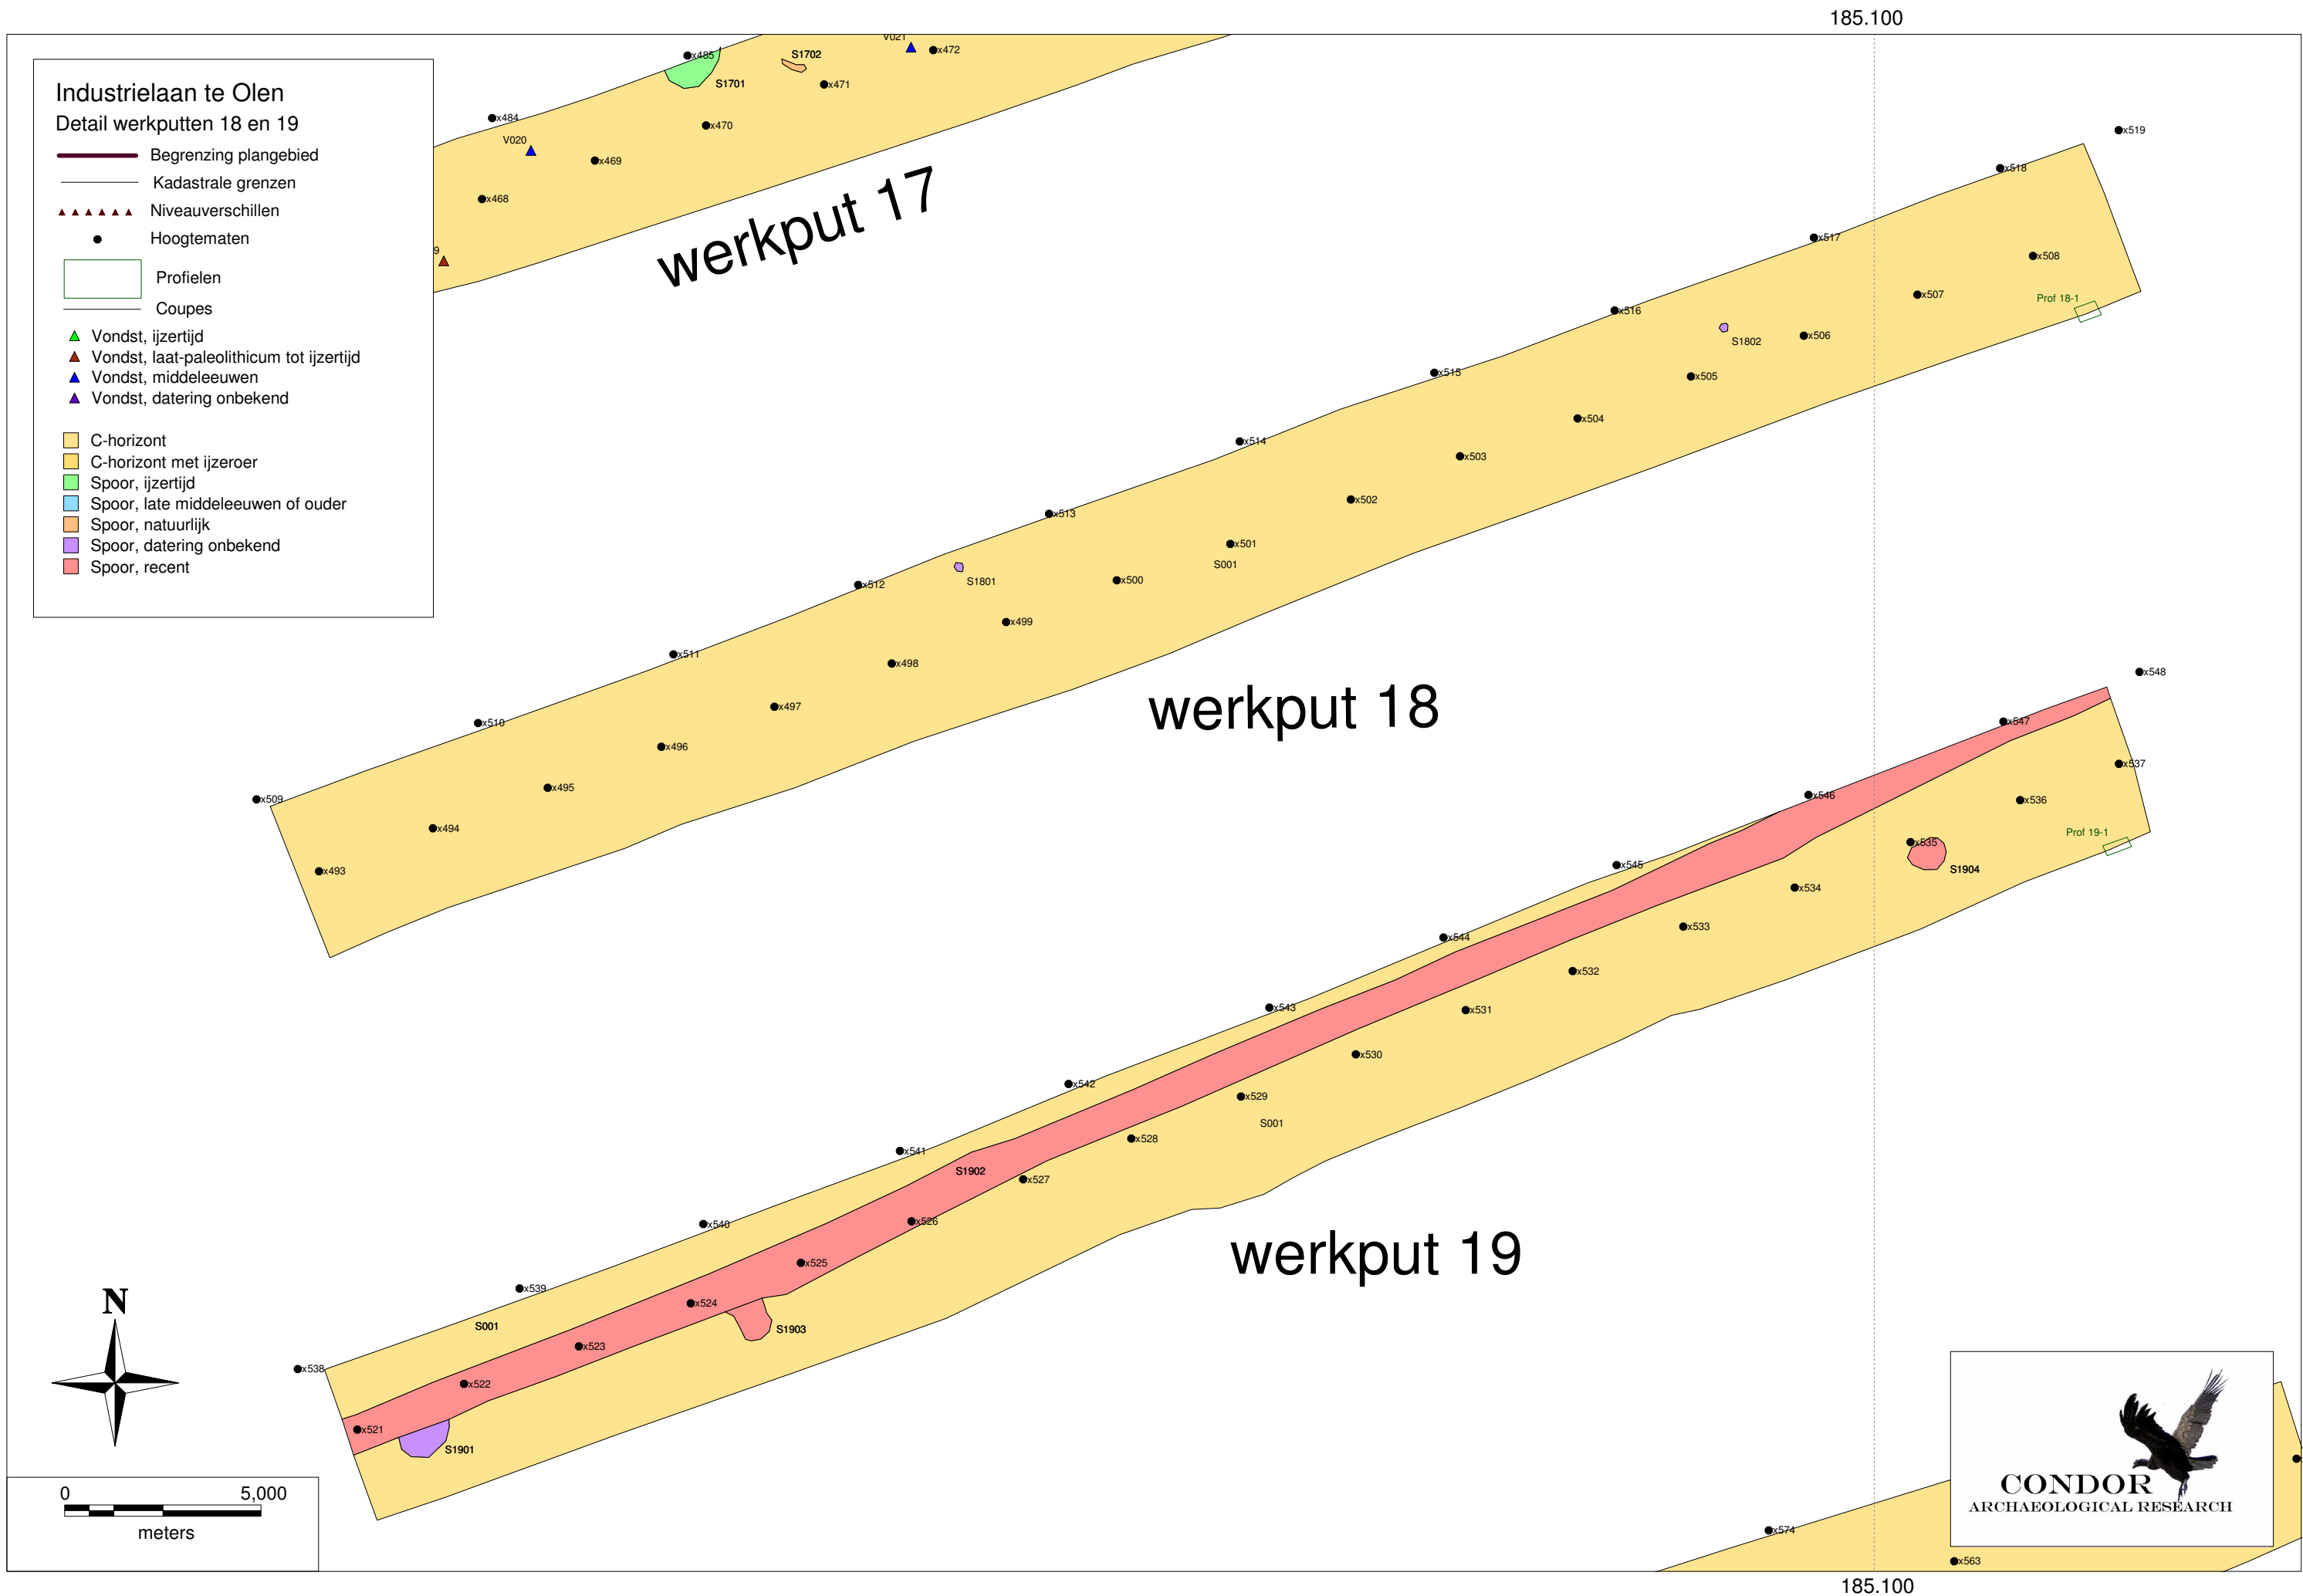 185.100
Industrielaan te Olen
Detail werkputten 18 en 19
Begrenzing plangebied
Kadastrale grenzen
Niveauverschillen
Hoogtematen
Profielen
Coupes
Vondst, ijzertijd
Vondst, laat-paleolithicum tot ijzertijd
Vondst, middeleeuwen
Vondst, datering onbekend
C-horizont
C-horizont met ijzeroer
Spoor, ijzertijd
Spoor, late middeleeuwen of ouder
Spoor, natuurlijk
Spoor, datering onbekend
Spoor, recent
V021
x472
x485
S1702
S1701
x471
x484
V020
x470
x469
x468
9
werkput 17
x519
x518
x517
x508
x507
Prof 18-1
x516
S1802
x506
x515
x505
x504
x514
x503
x513
x502
x501
S001
x512
S1801
x500
x499
x511
x498
x497
x510
x496
x495
x509
x494
x493
werkput 18
x548
x547
x537
x546
x536
Prof 19-1
x535
S1904
x545
x534
x544
x533
x532
x543
x531
x530
x542
x529
S001
x528
x541
S1902
x527
x540
x526
x525
x539
x524
S001
S1903
x523
x538
x522
x521
S1901
werkput 19
N
0 5,000
meters
x574
x563
CONDOR
ARCHAEOLOGICAL RESEARCH
185.100